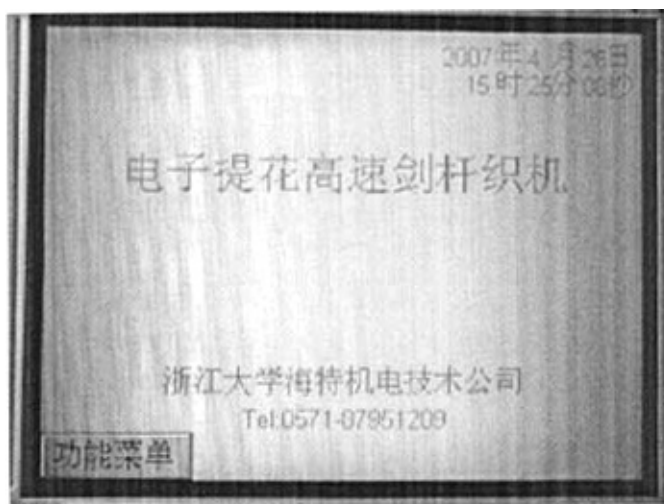 2007年4月26日
15时25分08秒
电子提花高速剑杆织机
浙江大学海特机电技术公司
Tel:0571-87951209
功能菜单